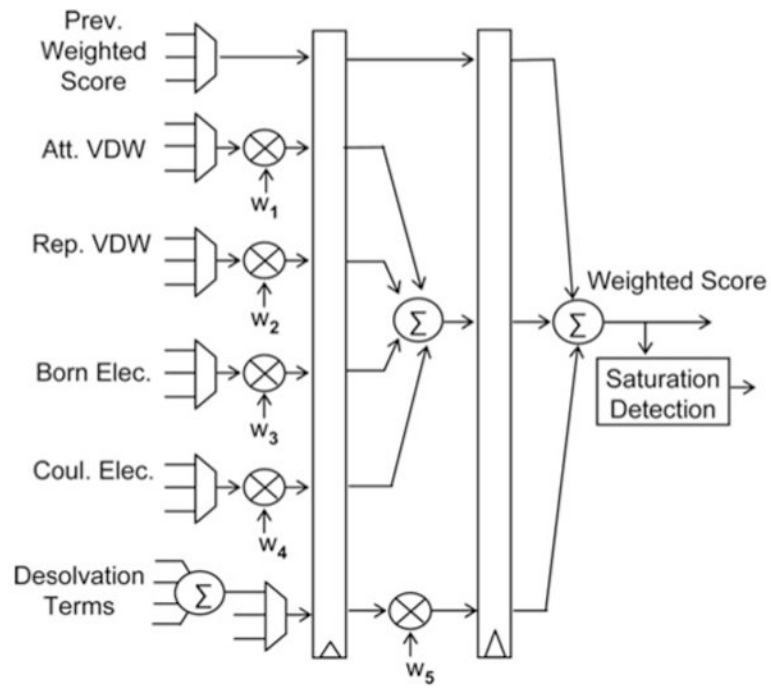 Prev.
Weighted
Score
Att. VDW
w1
Rep. VDW
w2
Born Elec.
w3
Coul. Elec.
w4
Desolvation
Terms
Σ
w5
Σ
Σ
Weighted Score
Saturation
Detection